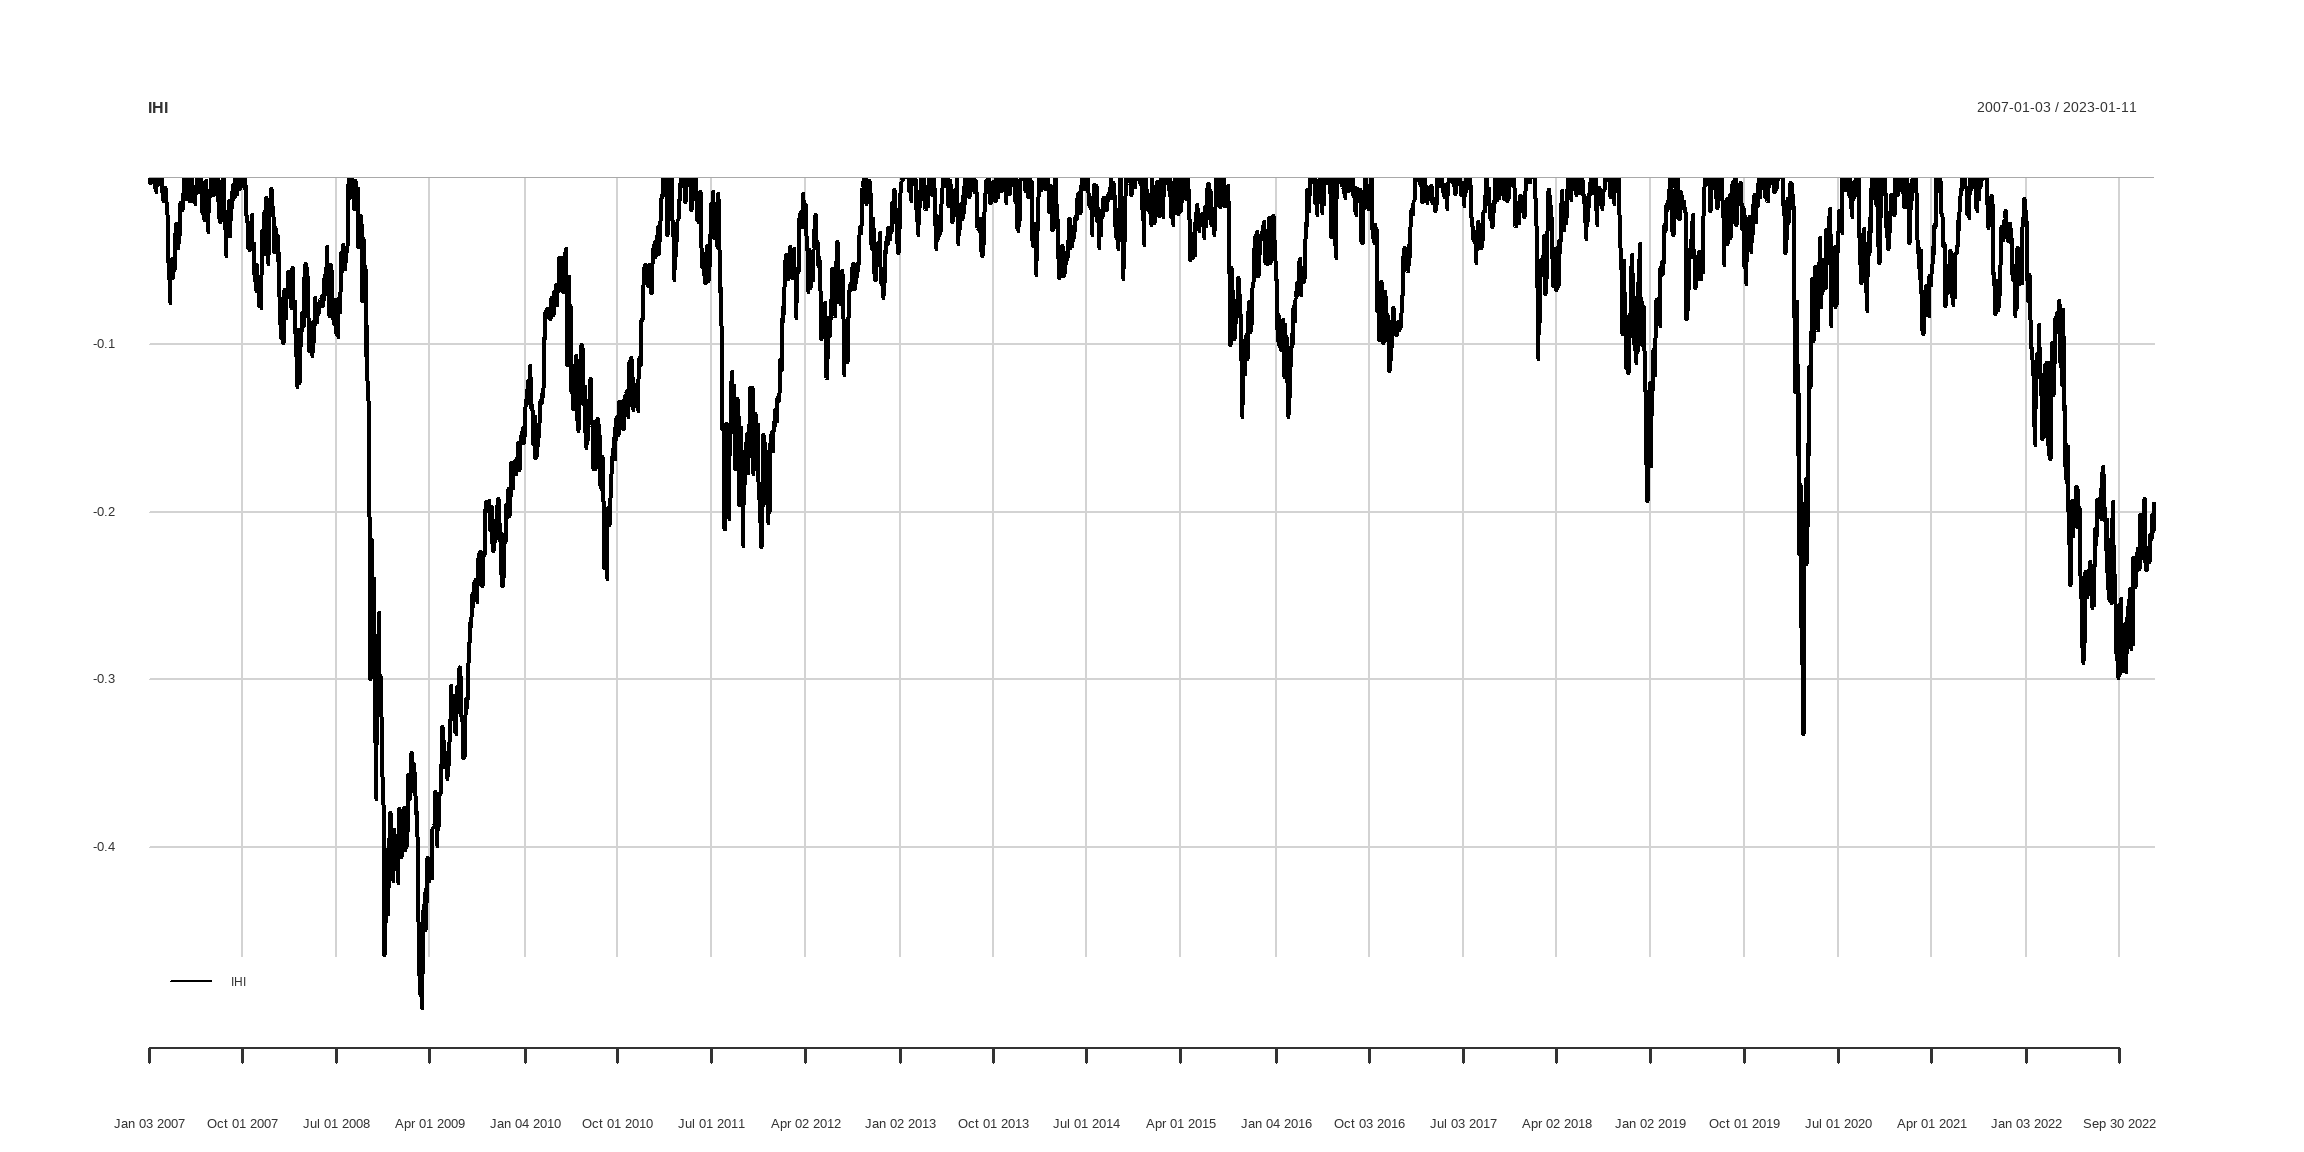 IHI
2007-01-03 / 2023-01-11
-0.1
-0.2
-0.3
-0.4
IHI
Jan 03 2007 Oct 01 2007 Jul 01 2008 Apr 01 2009 Jan 04 2010 Oct 01 2010 Jul 01 2011 Apr 02 2012 Jan 02 2013 Oct 01 2013 Jul 01 2014 Apr 01 2015 Jan 04 2016 Oct 03 2016 Jul 03 2017 Apr 02 2018 Jan 02 2019 Oct 01 2019 Jul 01 2020 Apr 01 2021 Jan 03 2022 Sep 30 2022